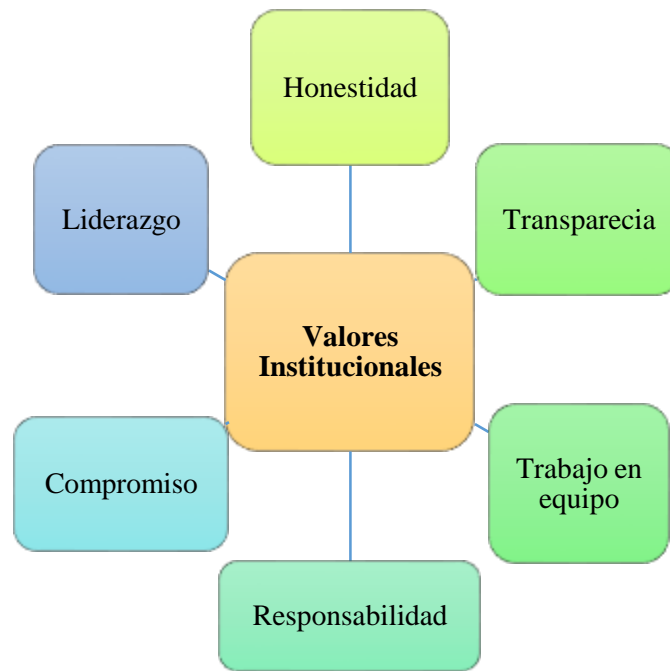 Honestidad
Liderazgo
Transparecia
Valores
Institucionales
Compromiso
Trabajo en
equipo
Responsabilidad